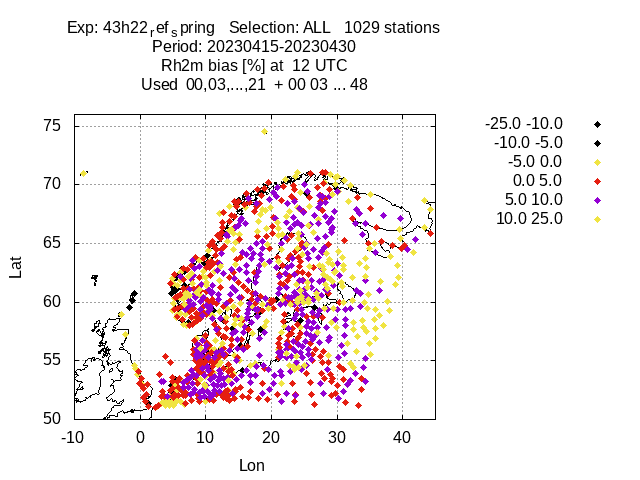 Exp: 43h22ref_spring Selection: ALL 1029 stations
Period: 20230415-20230430
Rh2m bias [%] at 12 UTC
Used 00,03,...,21 + 00 03 ... 48
-25.0 -10.0
-10.0 -5.0
-5.0 0.0
0.0 5.0
5.0 10.0
10.0 25.0
75
70
65
60
55
50
Lat
-10 0 10 20 30 40
Lon